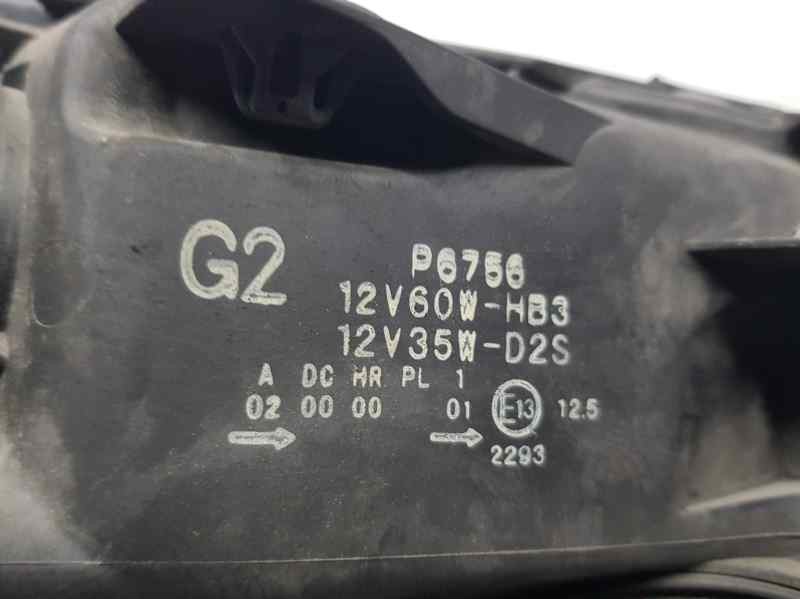 G2
P6756
12V60W-HB3
12V35W-D2S
A DC HR PL 1
02 00 00 01 E13 12.5
2293